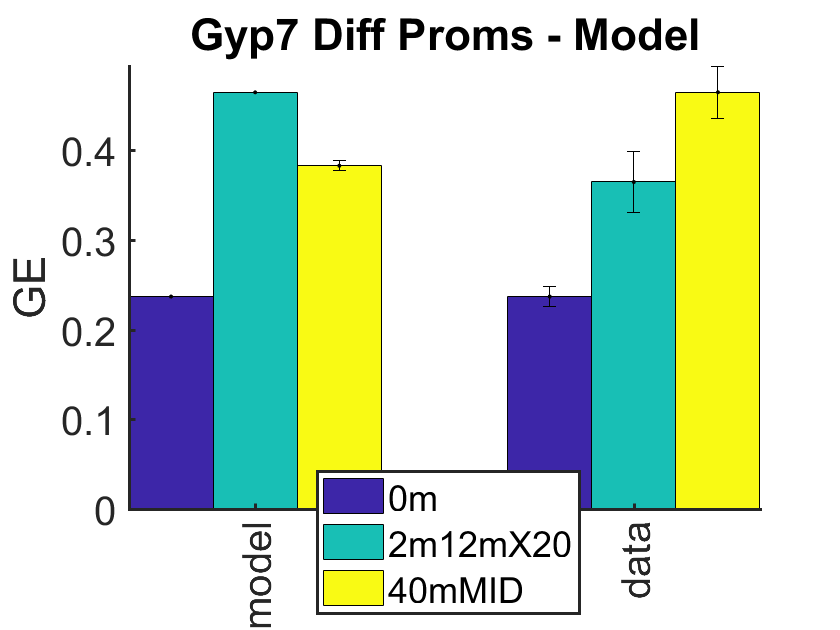 Gyp7 Diff Proms - Model
GE
0.4
0.3
0.2
0.1
0
model
data
0m
2m12mX20
40mMID